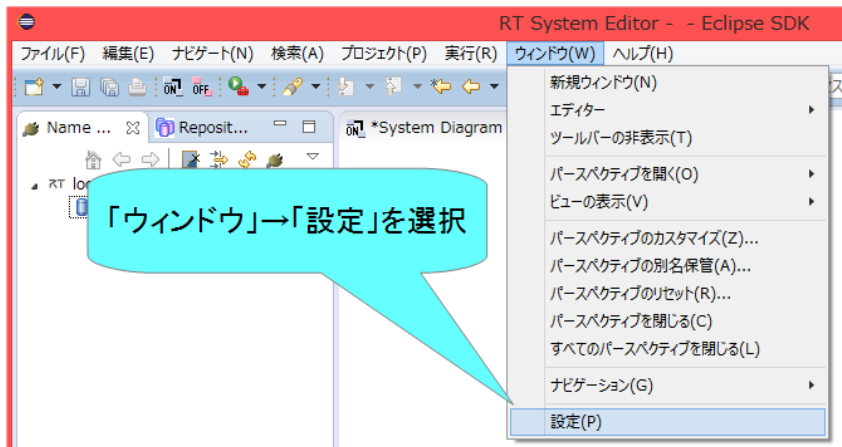 RT System Editor - - Eclipse SDK
ファイル(F) 編集(E) ナビゲート(N) 検索(A) プロジェクト(P) 実行(R) ウィンドウ(W) ヘルプ(H)
ON OFF
Name ... Reposit...
ON *System Diagram
RT loc
「ウィンドウ」→「設定」を選択
新規ウィンドウ(N)
エディター
ツールバーの非表示(T)
パースペクティブを開く(O)
ビューの表示(V)
パースペクティブのカスタマイズ(Z)...
パースペクティブの別名保管(A)...
パースペクティブのリセット(R)...
パースペクティブを閉じる(C)
すべてのパースペクティブを閉じる(L)
ナビゲーション(G)
設定(P)